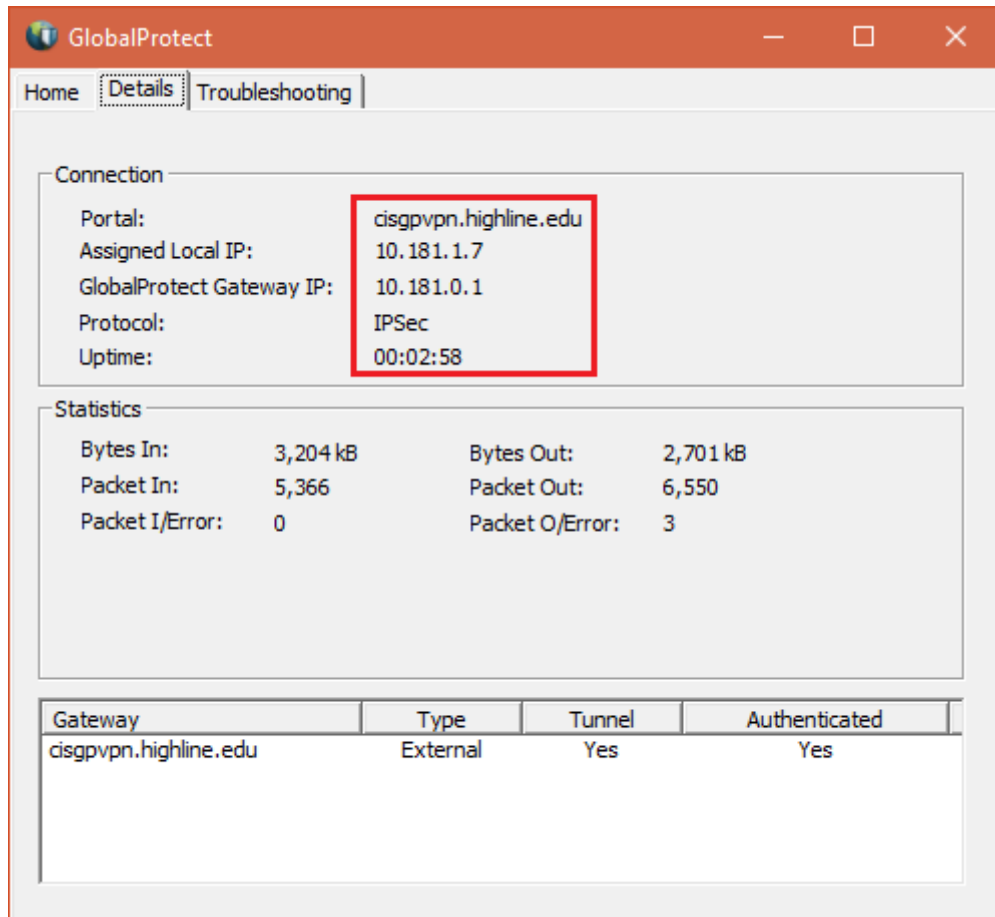 GlobalProtect
Home Details Troubleshooting
Connection
Portal: cisgpvpn.highline.edu
Assigned Local IP: 10.181.1.7
GlobalProtect Gateway IP: 10.181.0.1
Protocol: IPSec
Uptime: 00:02:58
Statistics
Bytes In: 3,204 kB Bytes Out: 2,701 kB
Packet In: 5,366 Packet Out: 6,550
Packet I/Error: 0 Packet O/Error: 3
Gateway Type Tunnel Authenticated
cisgpvpn.highline.edu External Yes Yes